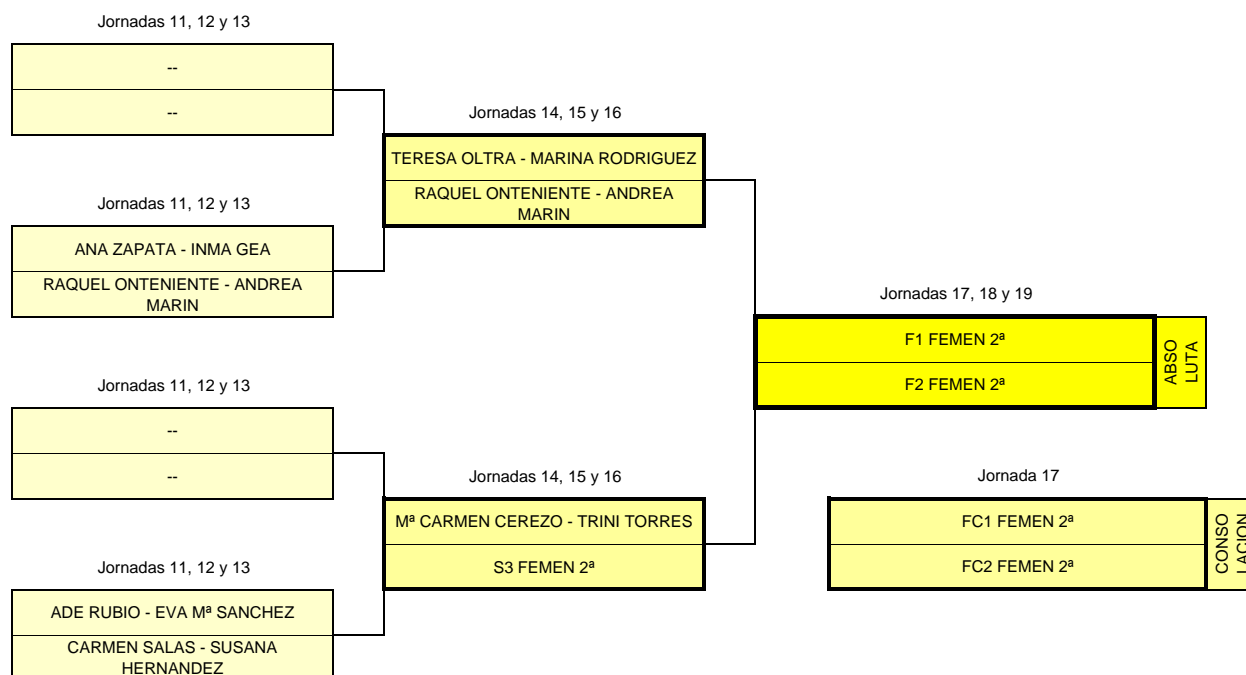 Jornadas 11, 12 y 13
--
--
Jornadas 14, 15 y 16
TERESA OLTRA - MARINA RODRIGUEZ
RAQUEL ONTENIENTE - ANDREA
MARIN
Jornadas 11, 12 y 13
ANA ZAPATA - INMA GEA
RAQUEL ONTENIENTE - ANDREA
MARIN
Jornadas 17, 18 y 19
F1 FEMEN 2ª
F2 FEMEN 2ª
ABSO
LUTA
Jornadas 11, 12 y 13
--
--
Jornadas 14, 15 y 16
Mª CARMEN CEREZO - TRINI TORRES
S3 FEMEN 2ª
Jornada 17
FC1 FEMEN 2ª
FC2 FEMEN 2ª
CONSO
LACION
Jornadas 11, 12 y 13
ADE RUBIO - EVA Mª SANCHEZ
CARMEN SALAS - SUSANA
HERNANDEZ